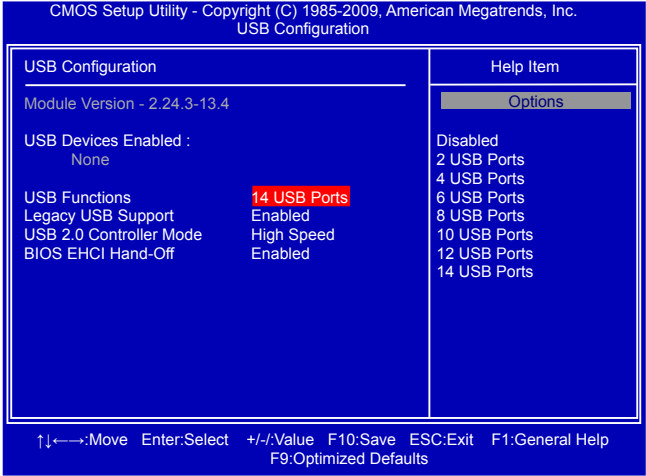 CMOS Setup Utility - Copyright (C) 1985-2009, American Megatrends, Inc.
USB Configuration
USB Configuration
Help Item
Module Version - 2.24.3-13.4
Options
USB Devices Enabled :
None
USB Functions 14 USB Ports
Legacy USB Support Enabled
USB 2.0 Controller Mode High Speed
BIOS EHCI Hand-Off Enabled
Disabled
2 USB Ports
4 USB Ports
6 USB Ports
8 USB Ports
10 USB Ports
12 USB Ports
14 USB Ports
↑↓←→:Move Enter:Select +/-/:Value F10:Save ESC:Exit F1:General Help
F9:Optimized Defaults